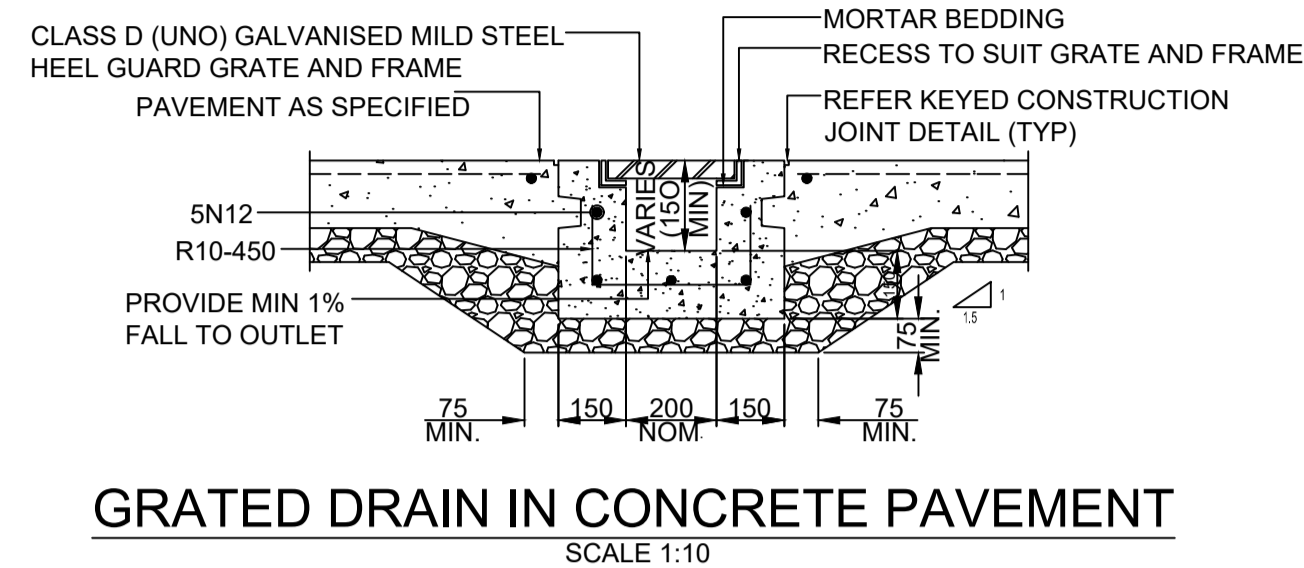 CLASS D (UNO) GALVANISED MILD STEEL
HEEL GUARD GRATE AND FRAME
PAVEMENT AS SPECIFIED
MORTAR BEDDING
RECESS TO SUIT GRATE AND FRAME
REFER KEYED CONSTRUCTION
JOINT DETAIL (TYP)
VARIES
(150
MIN)
5N12
R10-450
PROVIDE MIN 1%
FALL TO OUTLET
150
75
MIN.
1
1.5
75
MIN.
150
200
NOM.
150
75
MIN.
GRATED DRAIN IN CONCRETE PAVEMENT
SCALE 1:10